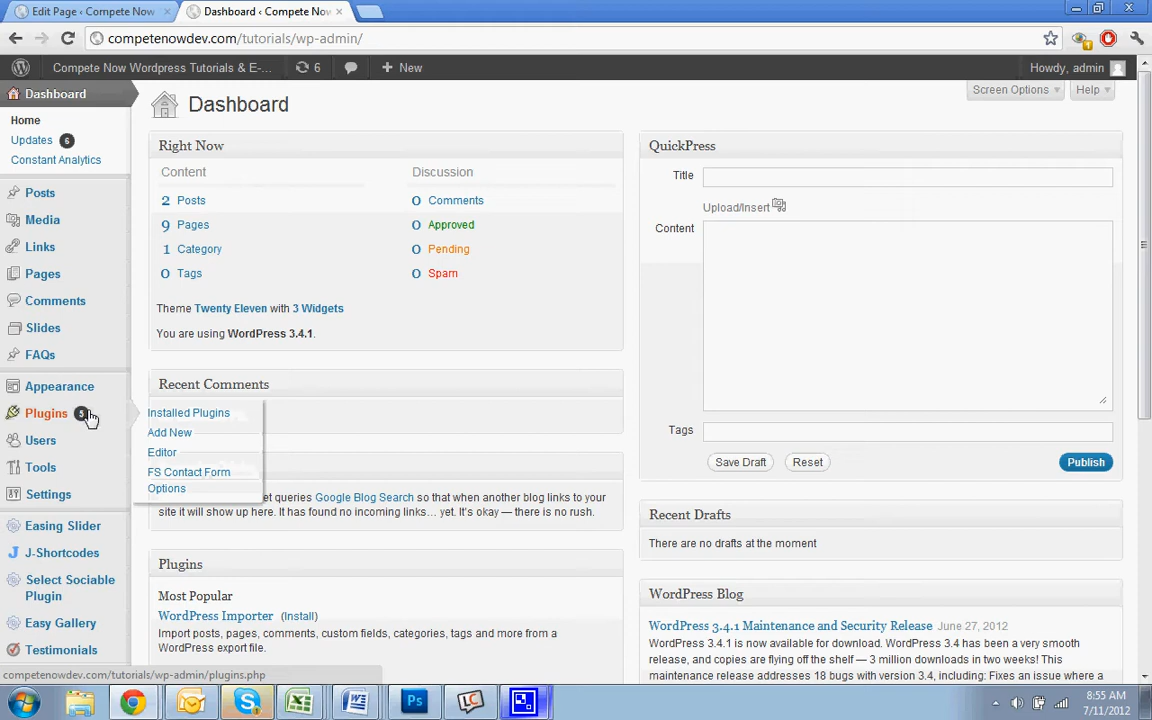 Edit Page ‹ Compete Now
Dashboard ‹ Compete Now
competenowdev.com/tutorials/wp-admin/
Compete Now Wordpress Tutorials & E-...
6
New
Howdy, admin
Dashboard
Home
Updates 6
Constant Analytics
Posts
Media
Links
Pages
Comments
Slides
FAQs
Appearance
Plugins 5
Users
Tools
Settings
Easing Slider
J-Shortcodes
Select Sociable
Plugin
Easy Gallery
Testimonials
Installed Plugins
Add New
Editor
FS Contact Form
Options
Dashboard
Screen Options
Help
Right Now
Content
Discussion
2 Posts
0 Comments
9 Pages
0 Approved
1 Category
0 Pending
0 Tags
0 Spam
Theme Twenty Eleven with 3 Widgets
You are using WordPress 3.4.1.
Recent Comments
et queries Google Blog Search so that when another blog links to your
site it will show up here. It has found no incoming links… yet. It's okay — there is no rush.
Plugins
Most Popular
WordPress Importer (Install)
Import posts, pages, comments, custom fields, categories, tags and more from a
WordPress export file.
QuickPress
Title
Upload/Insert
Content
Tags
Save Draft
Reset
Publish
Recent Drafts
There are no drafts at the moment
WordPress Blog
WordPress 3.4.1 Maintenance and Security Release June 27, 2012
WordPress 3.4.1 is now available for download. WordPress 3.4 has been a very smooth
release, and copies are flying off the shelf — 3 million downloads in two weeks! This
maintenance release addresses 18 bugs with version 3.4, including: Fixes an issue where a
competenowdev.com/tutorials/wp-admin/plugins.php
Ps
LC
8:55 AM
7/11/2012